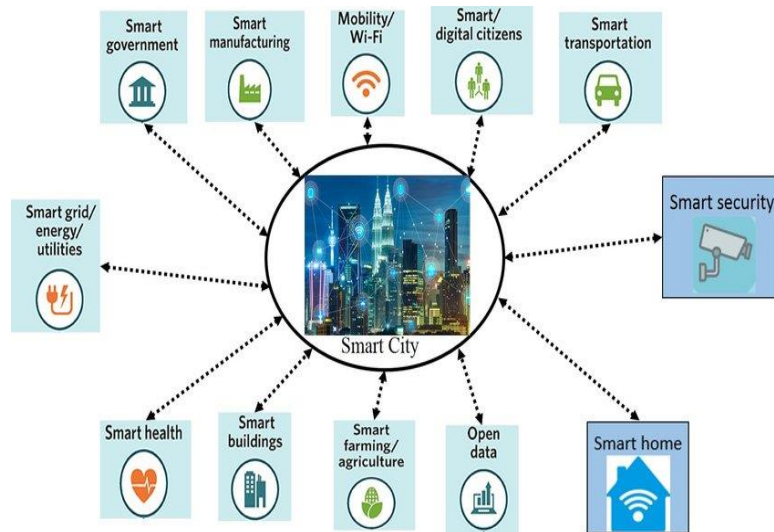 Smart
government
Smart
manufacturing
Mobility/
Wi-Fi
Smart/
digital citizens
Smart
transportation
Smart grid/
energy/
utilities
Smart security
Smart City
Smart health
Smart
buildings
Smart
farming/
agriculture
Open
data
Smart home